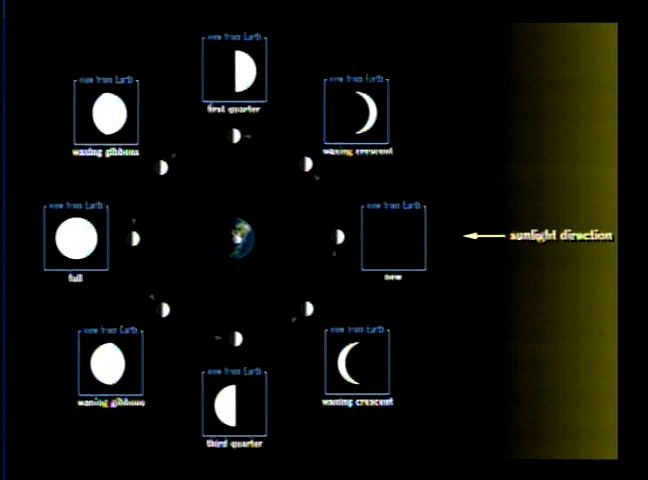 view from Earth
first quarter
view from Earth
waxing gibbous
view from Earth
waxing crescent
view from Earth
full
view from Earth
new
sunlight direction
view from Earth
waning gibbous
view from Earth
waning crescent
view from Earth
third quarter